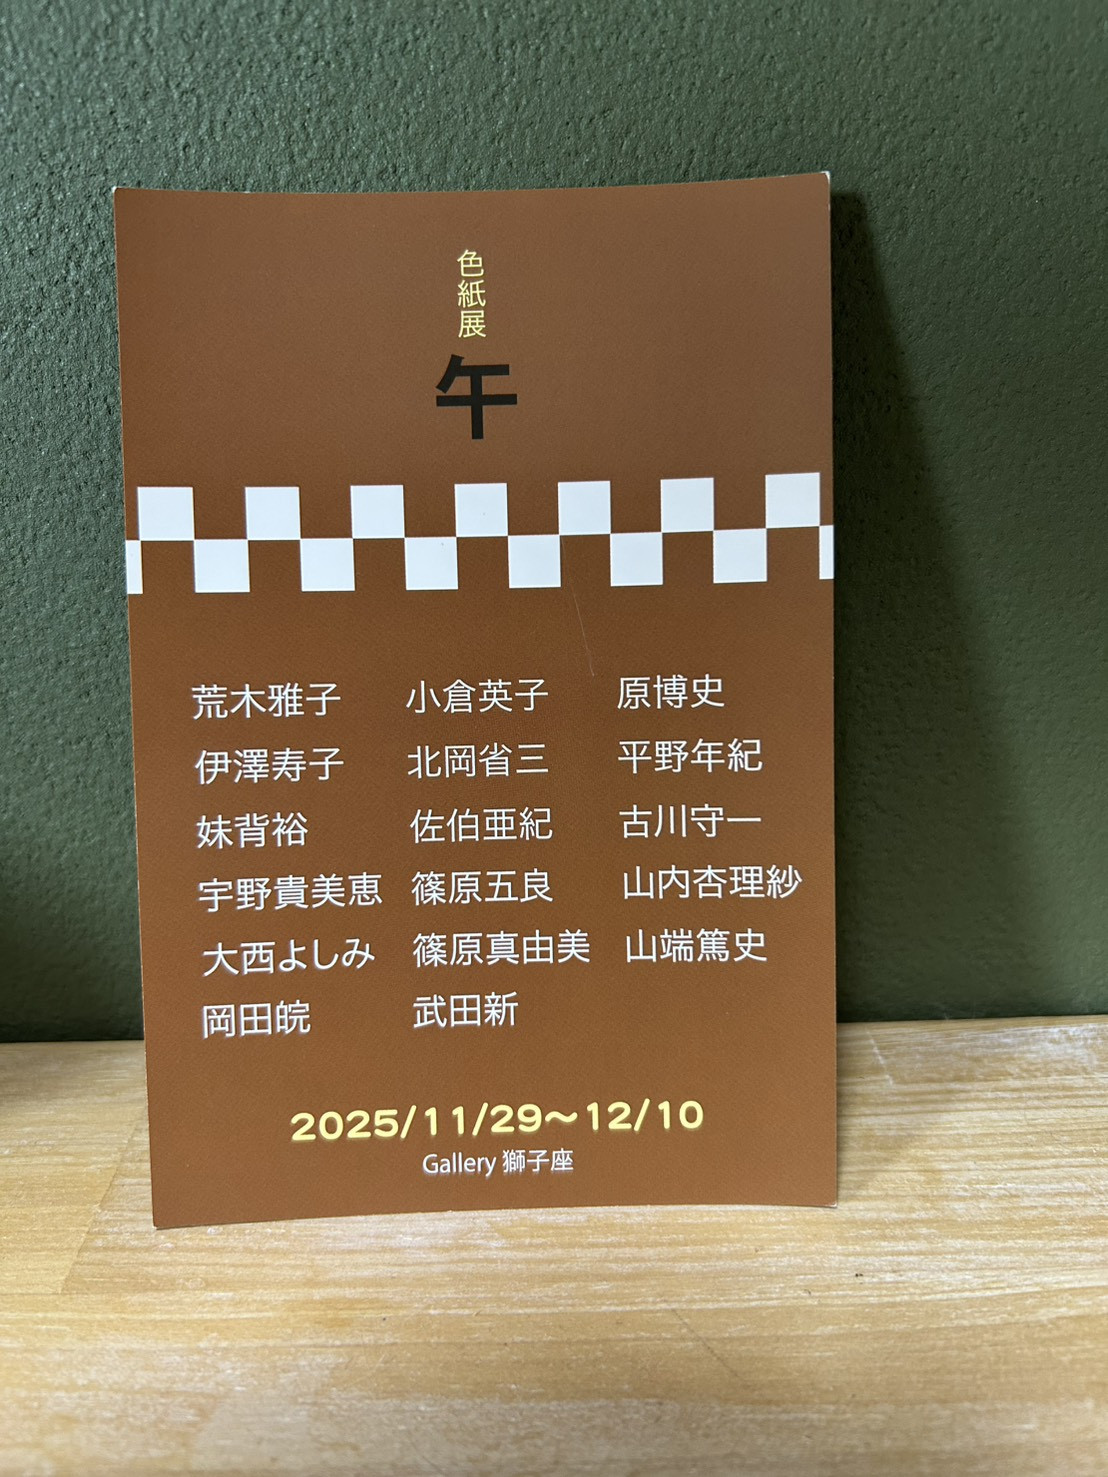 色紙展
午
荒木雅子
伊澤寿子
妹背裕
宇野貴美恵
大西よしみ
岡田皖
小倉英子
北岡省三
佐伯亜紀
篠原五良
篠原真由美
武田新
原博史
平野年紀
古川守一
山内杏理紗
山端篤史
2025/11/29〜12/10
Gallery 獅子座